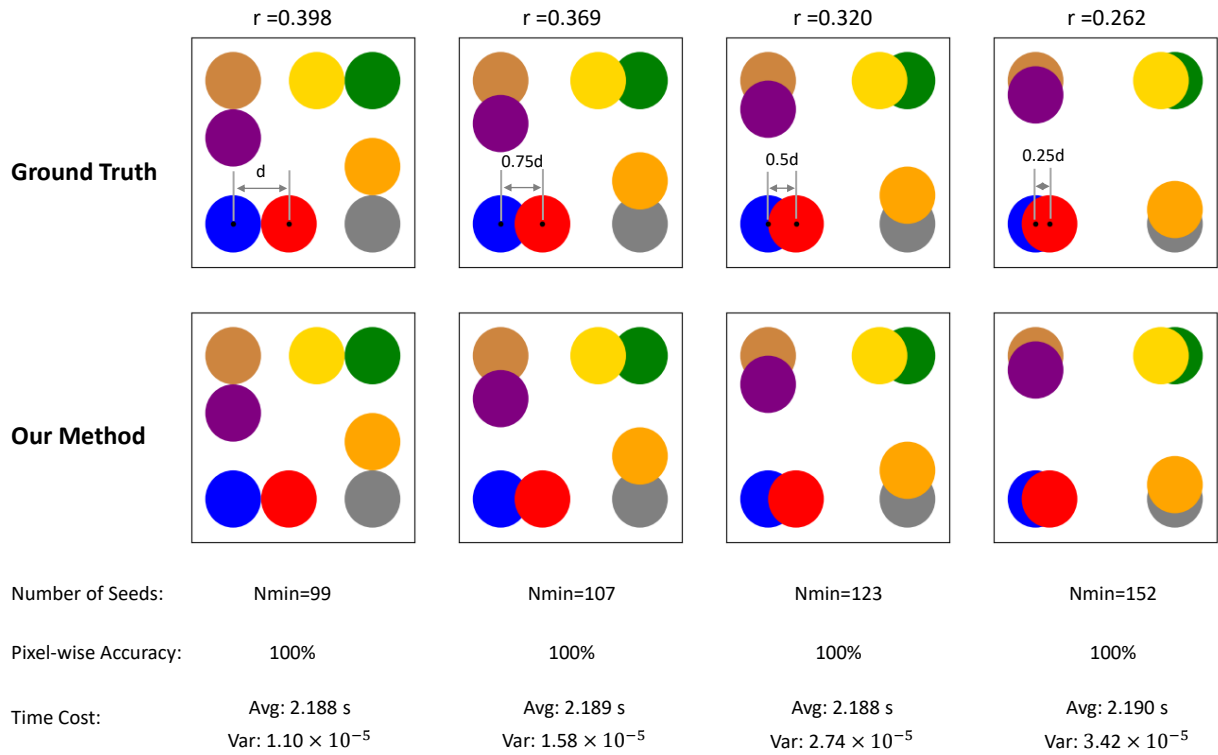 r =0.398 r =0.369 r =0.320 r =0.262
Ground Truth
d 0.75d 0.5d 0.25d
Our Method
Number of Seeds: Nmin=99 Nmin=107 Nmin=123 Nmin=152
Pixel-wise Accuracy: 100% 100% 100% 100%
Time Cost:
Avg: 2.188 s Avg: 2.189 s Avg: 2.188 s Avg: 2.190 s
Var: 1.10 × 10⁻⁵ Var: 1.58 × 10⁻⁵ Var: 2.74 × 10⁻⁵ Var: 3.42 × 10⁻⁵